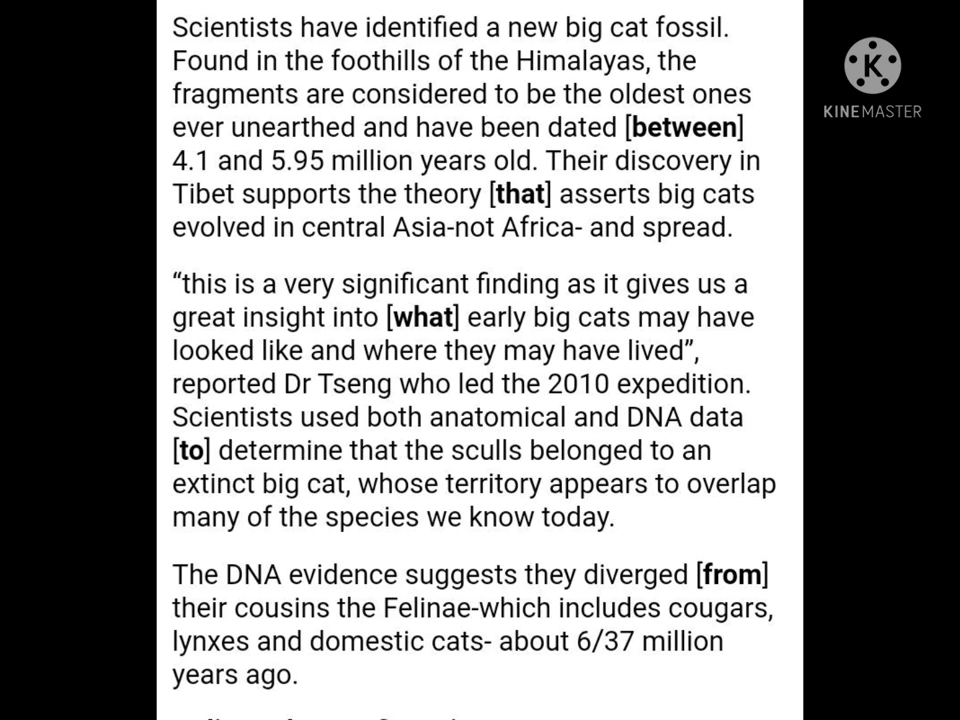 Scientists have identified a new big cat fossil.
Found in the foothills of the Himalayas, the
fragments are considered to be the oldest ones
ever unearthed and have been dated [between]
4.1 and 5.95 million years old. Their discovery in
Tibet supports the theory [that] asserts big cats
evolved in central Asia-not Africa- and spread.
“this is a very significant finding as it gives us a
great insight into [what] early big cats may have
looked like and where they may have lived”,
reported Dr Tseng who led the 2010 expedition.
Scientists used both anatomical and DNA data
[to] determine that the sculls belonged to an
extinct big cat, whose territory appears to overlap
many of the species we know today.
The DNA evidence suggests they diverged [from]
their cousins the Felinae-which includes cougars,
lynxes and domestic cats- about 6/37 million
years ago.
K
KINEMASTER